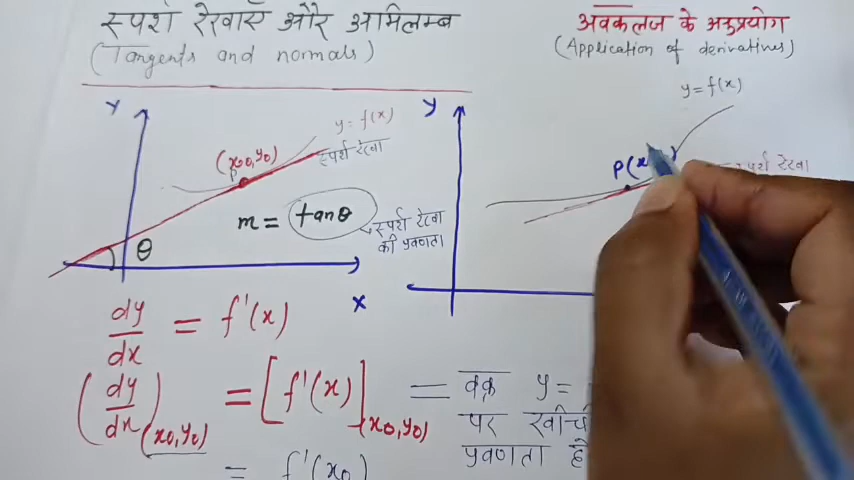 स्पर्श रेखाएँ और अभिलम्ब
(Tangents and normals)
अवकलज के अनुप्रयोग
(Application of derivatives)
y = f(x)
Y
y = f(x)
स्पर्श रेखा
(x0, y0)
P
m = tanθ
स्पर्श रेखा
की प्रवणता
θ
X
y
P(x
स्पर्श रेखा
dy/dx = f'(x)
(dy/dx)(x0, y0) = [f'(x)](x0, y0) = वक्र y =
पर खींची
प्रवणता है
= f'(x0)